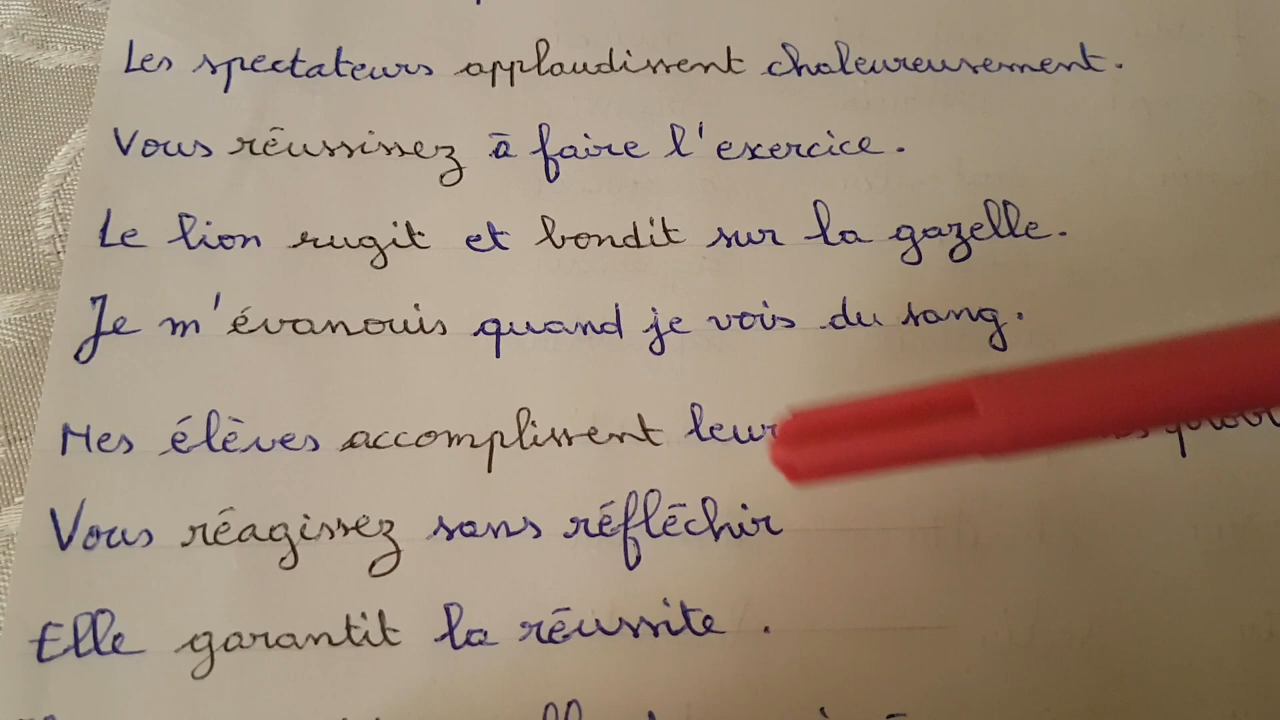 Les spectateurs applaudissent chaleureusement.
Vous réussissez à faire l'exercice.
Le lion rugit et bondit sur la gazelle.
Je m'évanouis quand je vois du sang.
Mes élèves accomplissent
Vous réagissez sans réfléchir
Elle garantit la réussite.